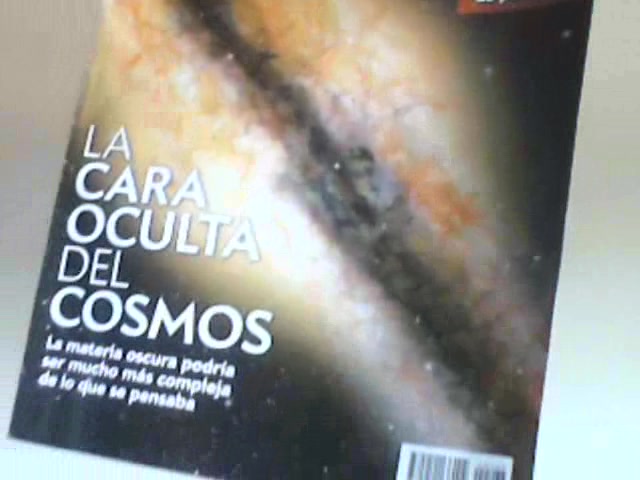 LA
CARA
OCULTA
DEL
COSMOS
La materia oscura podría
ser mucho más compleja
de lo que se pensaba